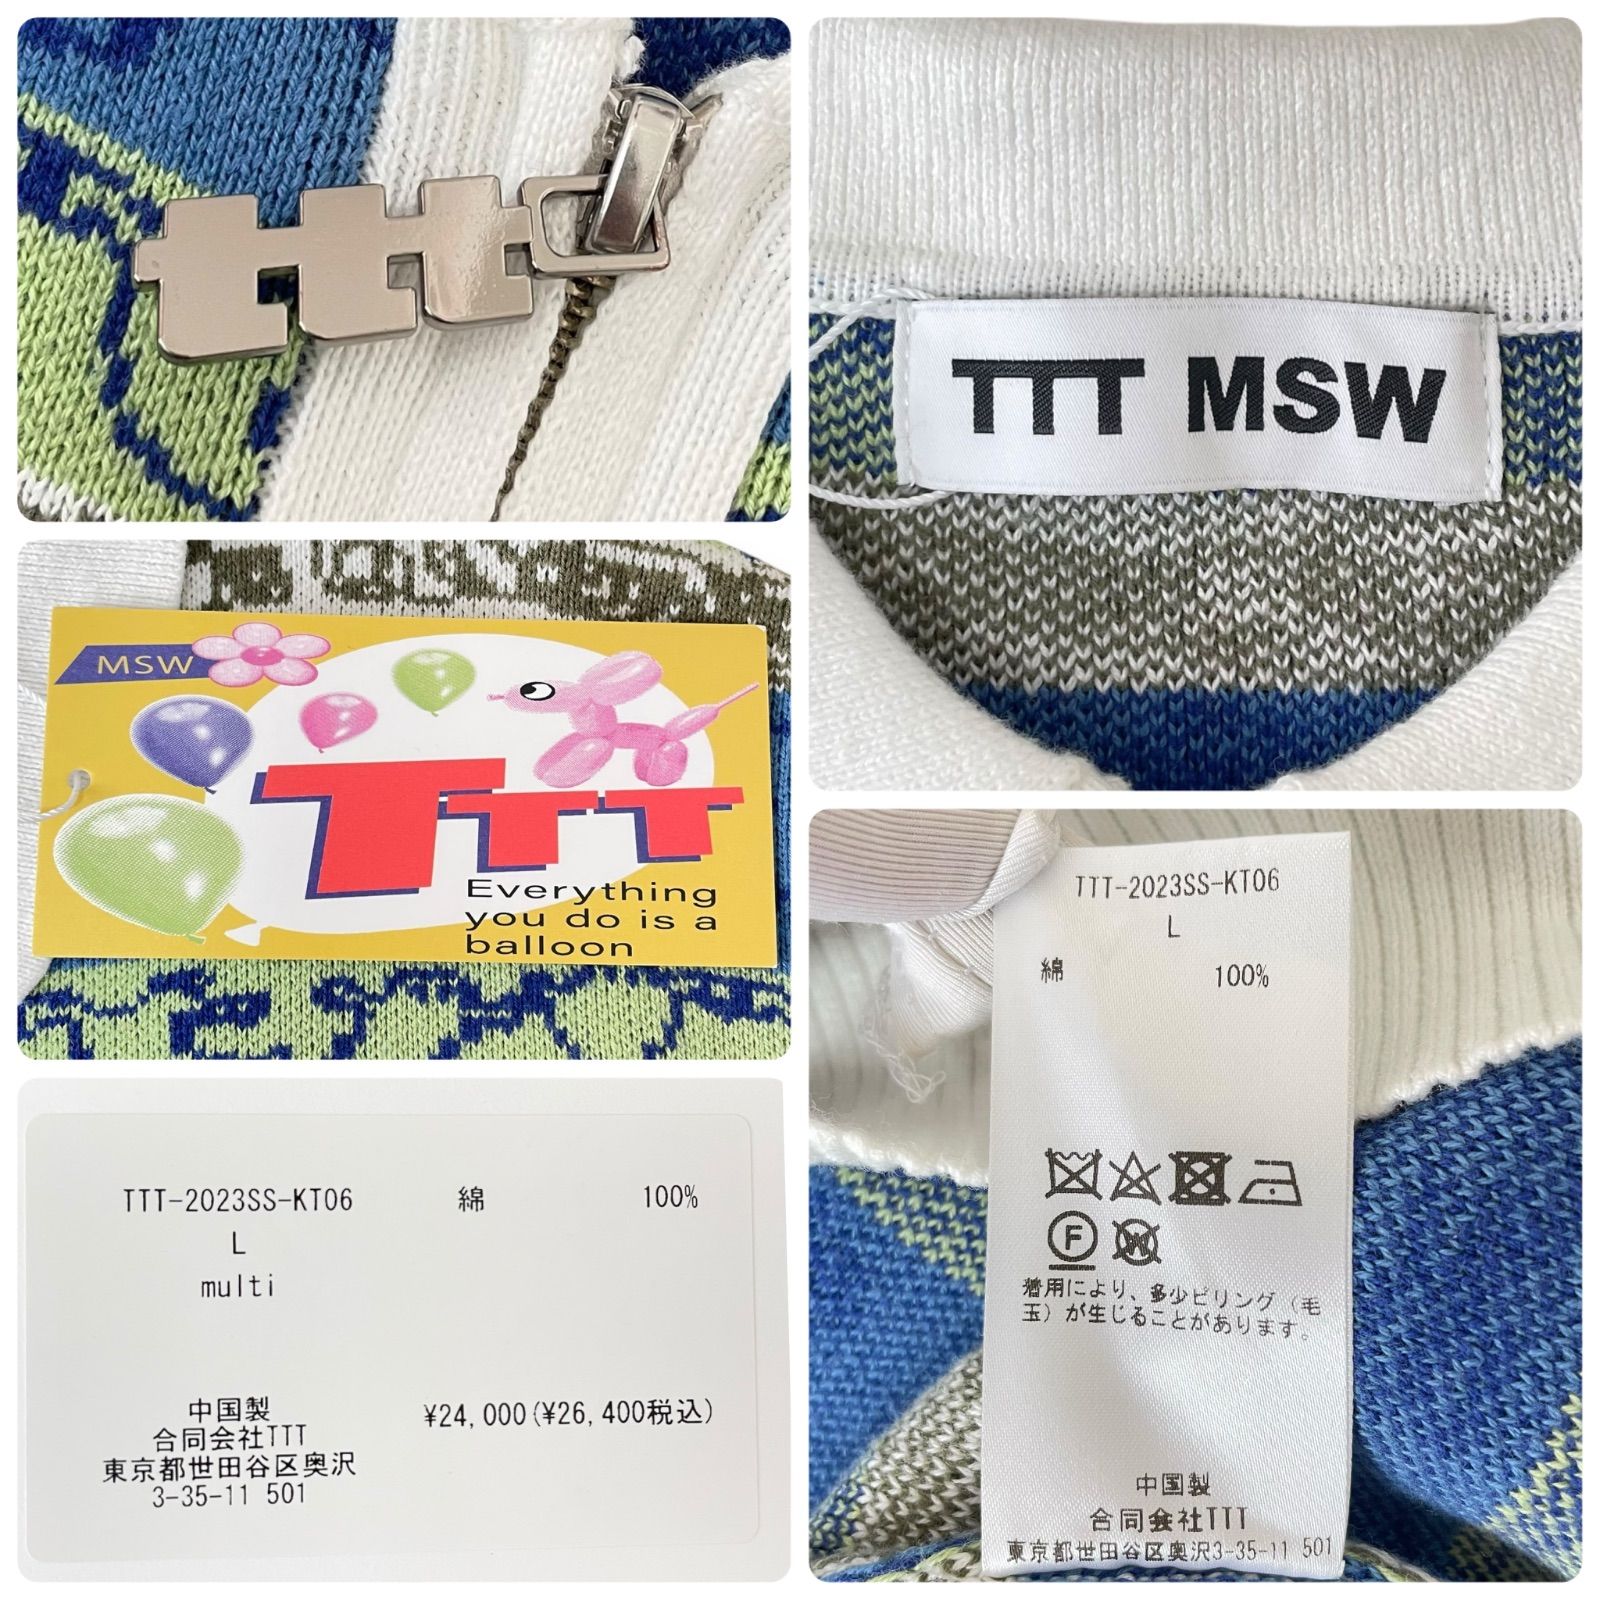 ttt
TTT MSW
MSW
TTT
Everything
you do is a
balloon
TTT-2023SS-KT06
L
綿 100%
F
W
着用により、多少ピリング（毛
玉）が生じることがあります。
中国製
合同会社TTT
東京都世田谷区奥沢3-35-11 501
TTT-2023SS-KT06 綿 100%
L
multi
中国製 ¥24,000(¥26,400税込)
合同会社TTT
東京都世田谷区奥沢
3-35-11 501